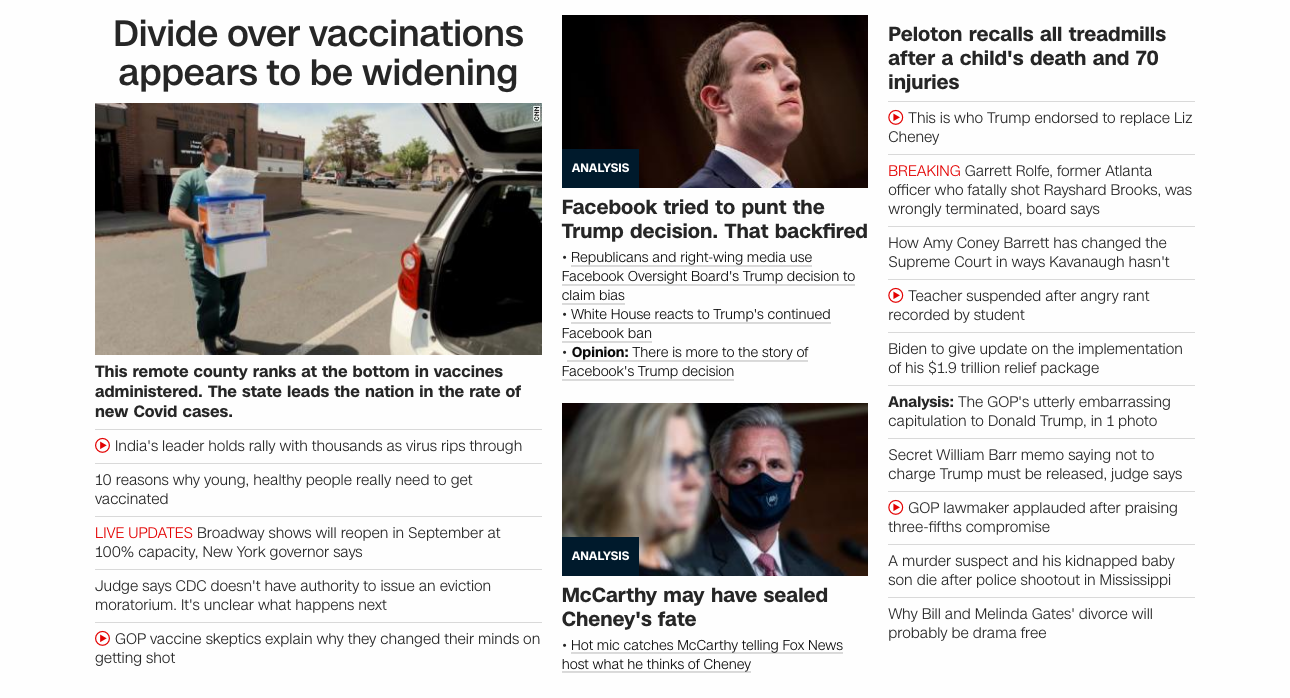 Divide over vaccinations
appears to be widening
CNN
This remote county ranks at the bottom in vaccines
administered. The state leads the nation in the rate of
new Covid cases.
India's leader holds rally with thousands as virus rips through
10 reasons why young, healthy people really need to get
vaccinated
LIVE UPDATES Broadway shows will reopen in September at
100% capacity, New York governor says
Judge says CDC doesn't have authority to issue an eviction
moratorium. It's unclear what happens next
GOP vaccine skeptics explain why they changed their minds on
getting shot
ANALYSIS
Facebook tried to punt the
Trump decision. That backfired
• Republicans and right-wing media use
Facebook Oversight Board's Trump decision to
claim bias
• White House reacts to Trump's continued
Facebook ban
• Opinion: There is more to the story of
Facebook's Trump decision
ANALYSIS
McCarthy may have sealed
Cheney's fate
• Hot mic catches McCarthy telling Fox News
host what he thinks of Cheney
Peloton recalls all treadmills
after a child's death and 70
injuries
This is who Trump endorsed to replace Liz
Cheney
BREAKING Garrett Rolfe, former Atlanta
officer who fatally shot Rayshard Brooks, was
wrongly terminated, board says
How Amy Coney Barrett has changed the
Supreme Court in ways Kavanaugh hasn't
Teacher suspended after angry rant
recorded by student
Biden to give update on the implementation
of his $1.9 trillion relief package
Analysis: The GOP's utterly embarrassing
capitulation to Donald Trump, in 1 photo
Secret William Barr memo saying not to
charge Trump must be released, judge says
GOP lawmaker applauded after praising
three-fifths compromise
A murder suspect and his kidnapped baby
son die after police shootout in Mississippi
Why Bill and Melinda Gates' divorce will
probably be drama free